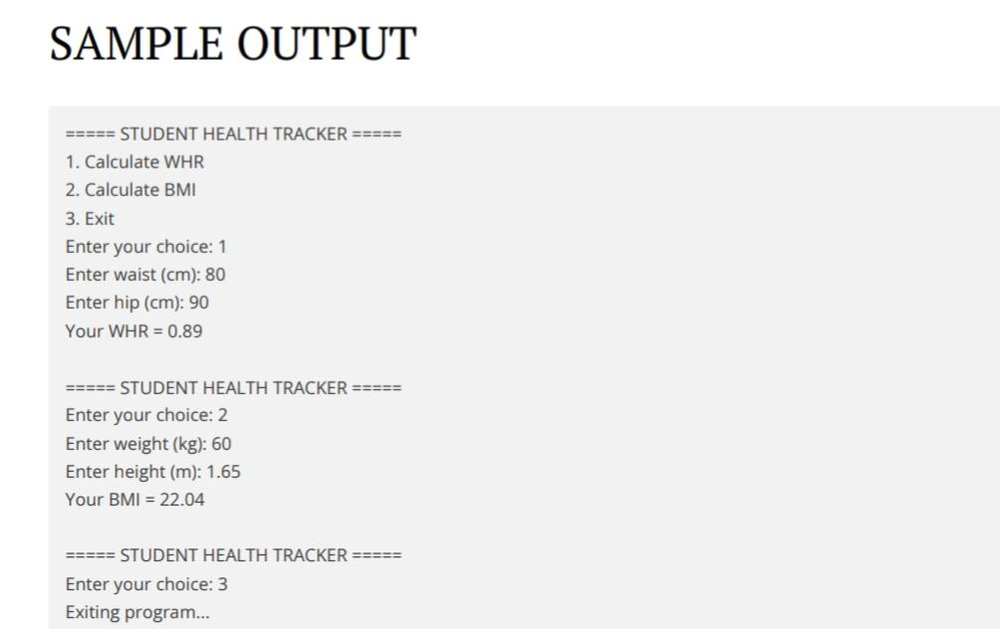 SAMPLE OUTPUT
===== STUDENT HEALTH TRACKER =====
1. Calculate WHR
2. Calculate BMI
3. Exit
Enter your choice: 1
Enter waist (cm): 80
Enter hip (cm): 90
Your WHR = 0.89
===== STUDENT HEALTH TRACKER =====
Enter your choice: 2
Enter weight (kg): 60
Enter height (m): 1.65
Your BMI = 22.04
===== STUDENT HEALTH TRACKER =====
Enter your choice: 3
Exiting program...